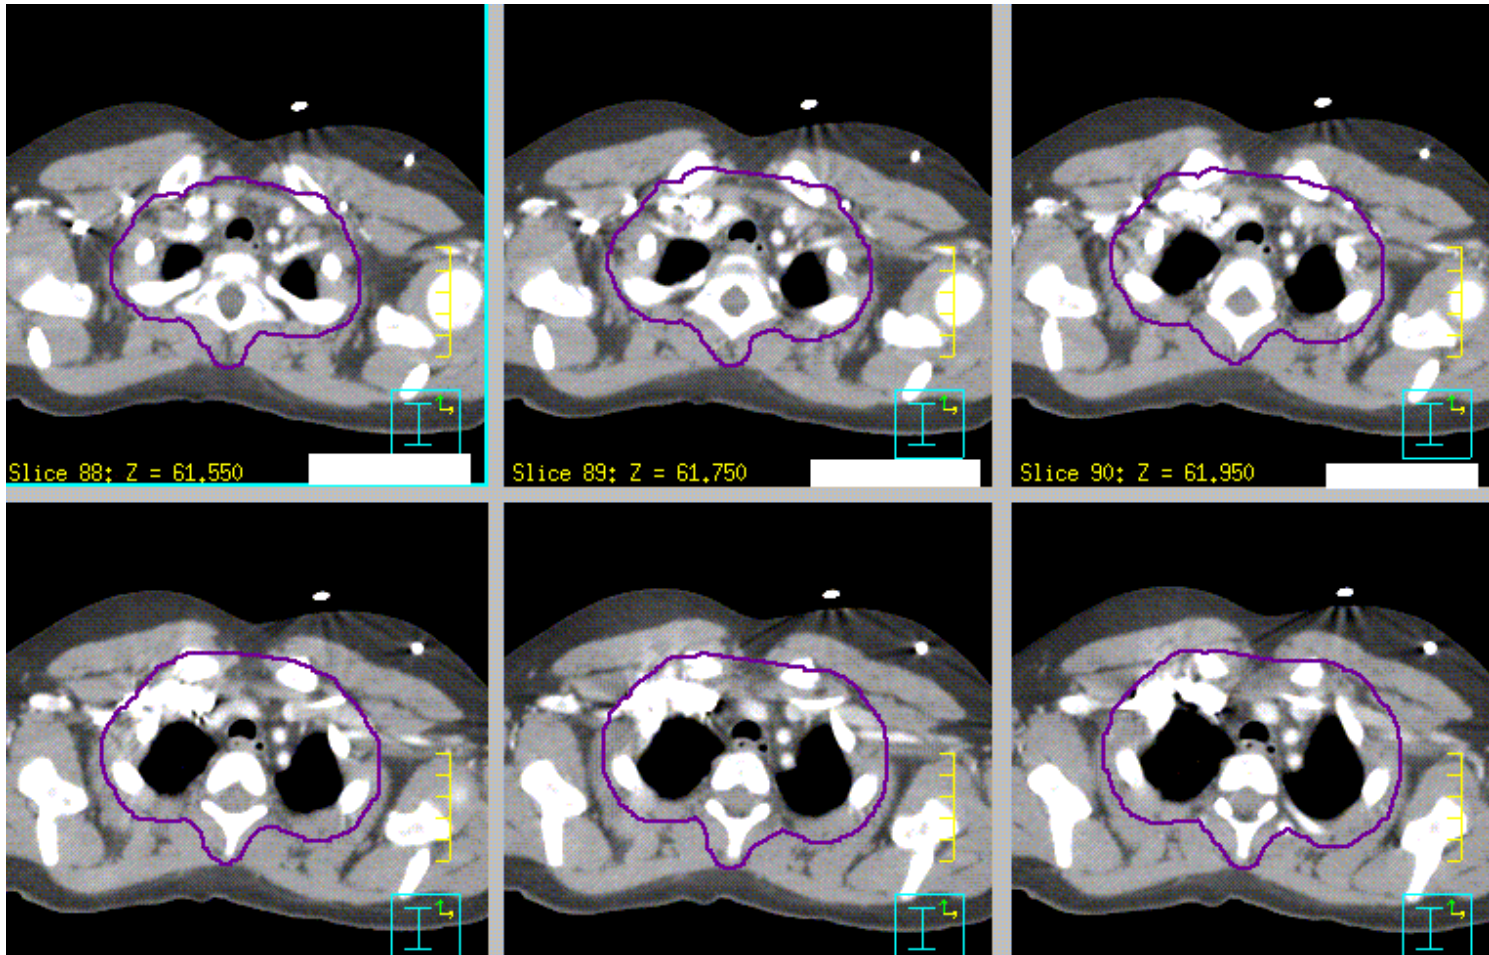 Slice 88: Z = 61.550
Slice 89: Z = 61.750
Slice 90: Z = 61.950